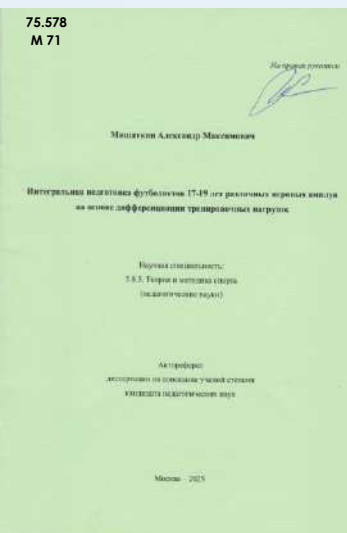 75.578
М 71
На правах рукописи
Александр Максимович
Интегральная подготовка футболистов 17-19 лет различных игровых амплуа
на основе дифференциации тренировочных нагрузок
Научная специальность:
5.8.5. Теория и методика спорта
(педагогические науки)
Автореферат
диссертации на соискание ученой степени
кандидата педагогических наук
Москва – 2025